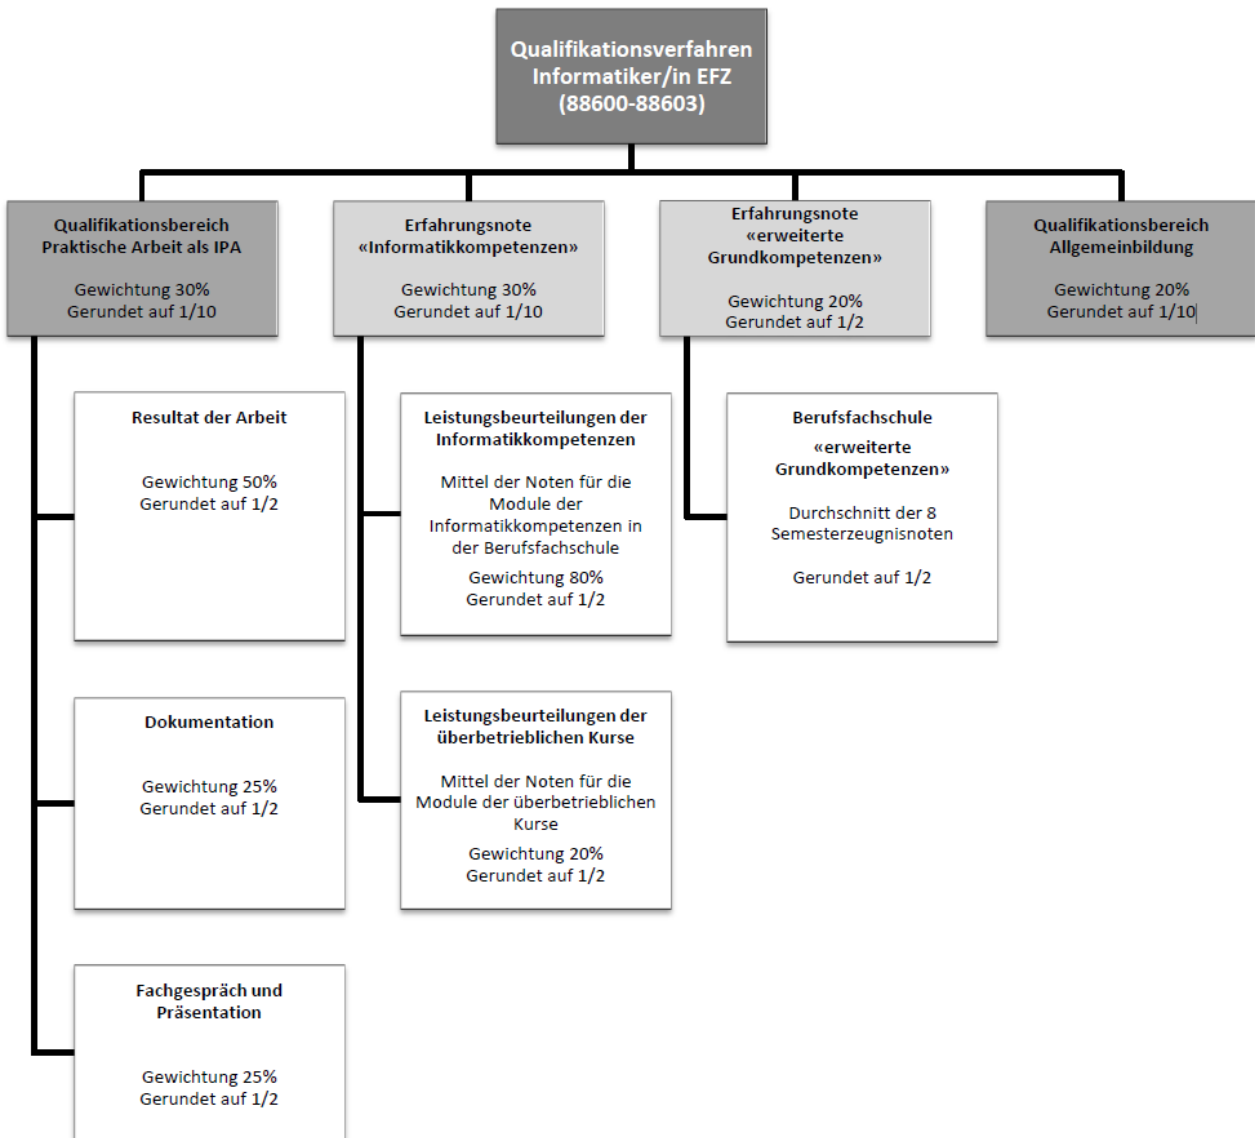 Qualifikationsverfahren
Informatiker/in EFZ
(88600-88603)
Qualifikationsbereich
Praktische Arbeit als IPA
Gewichtung 30%
Gerundet auf 1/10
Erfahrungsnote
«Informatikkompetenzen»
Gewichtung 30%
Gerundet auf 1/10
Erfahrungsnote
«erweiterte
Grundkompetenzen»
Gewichtung 20%
Gerundet auf 1/2
Qualifikationsbereich
Allgemeinbildung
Gewichtung 20%
Gerundet auf 1/10
Resultat der Arbeit
Gewichtung 50%
Gerundet auf 1/2
Leistungsbeurteilungen der
Informatikkompetenzen
Mittel der Noten für die
Module der
Informatikkompetenzen in
der Berufsfachschule
Gewichtung 80%
Gerundet auf 1/2
Berufsfachschule
«erweiterte
Grundkompetenzen»
Durchschnitt der 8
Semesterzeugnisnoten
Gerundet auf 1/2
Dokumentation
Gewichtung 25%
Gerundet auf 1/2
Leistungsbeurteilungen der
überbetrieblichen Kurse
Mittel der Noten für die
Module der überbetrieblichen
Kurse
Gewichtung 20%
Gerundet auf 1/2
Fachgespräch und
Präsentation
Gewichtung 25%
Gerundet auf 1/2